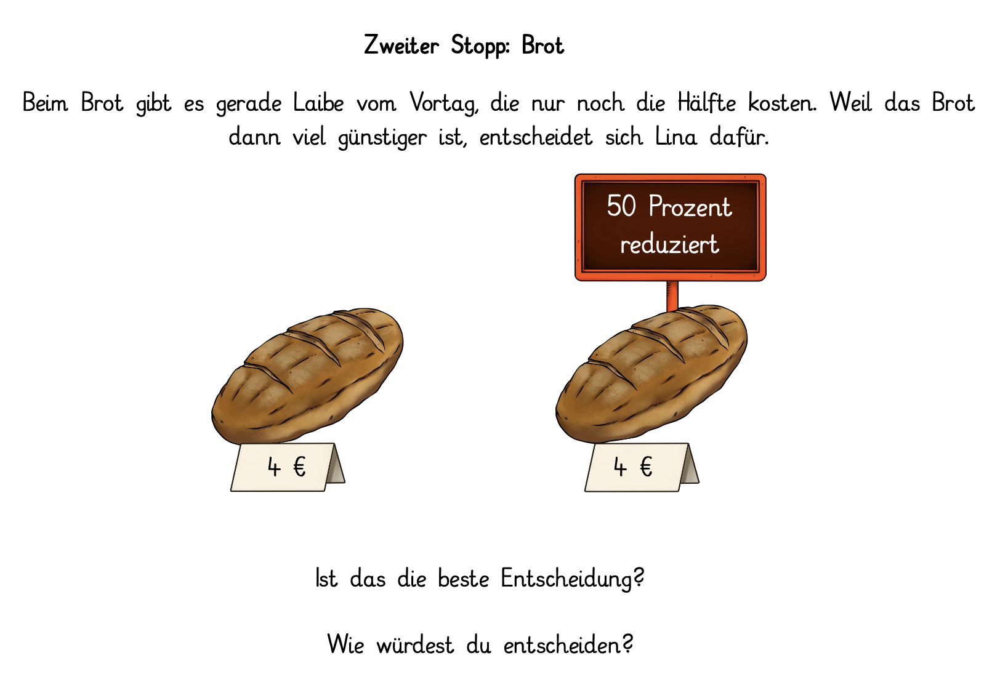 Zweiter Stopp: Brot
Beim Brot gibt es gerade Laibe vom Vortag, die nur noch die Hälfte kosten. Weil das Brot
dann viel günstiger ist, entscheidet sich Lina dafür.
50 Prozent
reduziert
4 €
4 €
Ist das die beste Entscheidung?
Wie würdest du entscheiden?